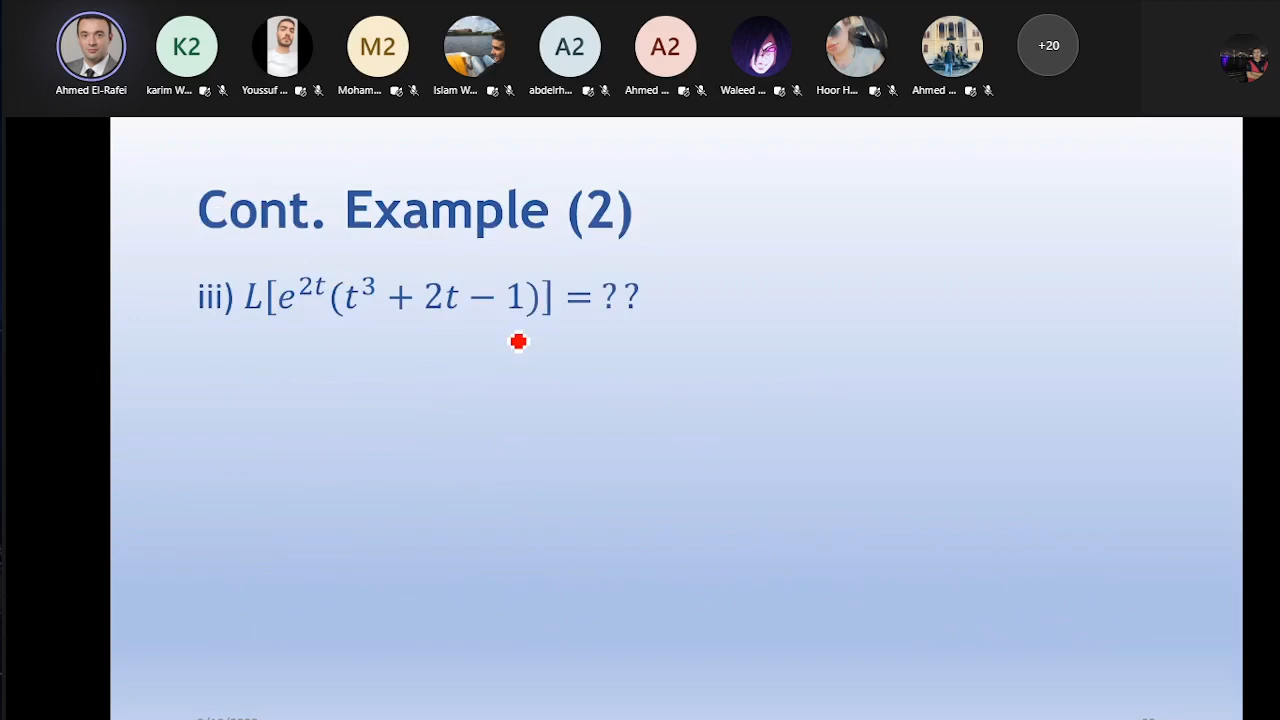 K2
M2
A2
A2
+20
Ahmed El-Rafei
karim W...
Youssuf ...
Moham...
Islam W...
abdelrh...
Ahmed ...
Waleed ...
Hoor H...
Ahmed ...
Cont. Example (2)
iii) L[e^{2t}(t^3 + 2t − 1)] = ??